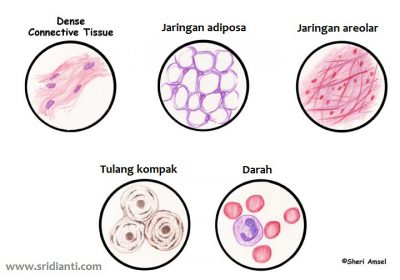 Dense
Connective Tissue
Jaringan adiposa
Jaringan areolar
Tulang kompak
Darah
©Sheri Amsel
www.sridianti.com